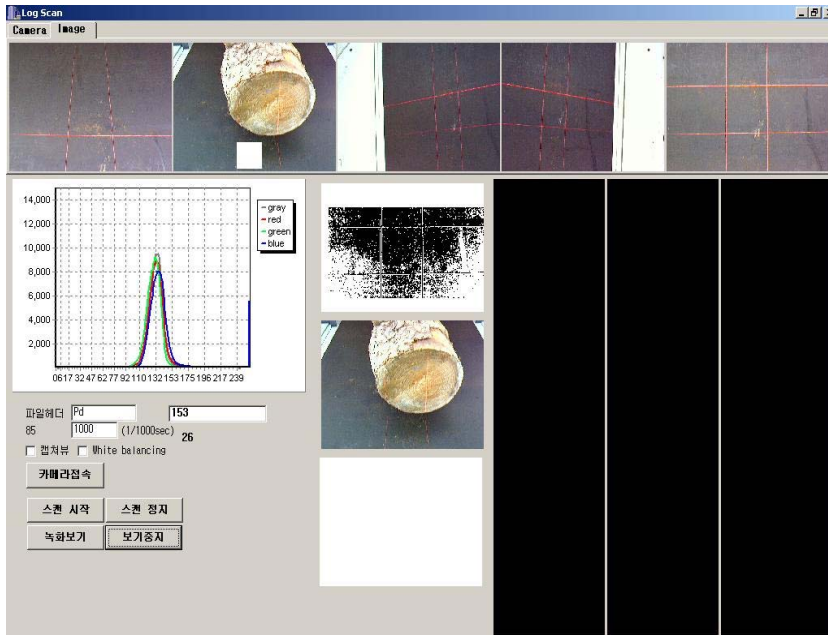 Log Scan
Camera Image
14,000
12,000
10,000
8,000
6,000
4,000
2,000
gray
red
green
blue
파일헤더 Pd 153
85 1000 (1/1000sec) 26
캡쳐뷰 White balancing
카메라접속
스캔 시작 스캔 정지
녹화보기 보기중지